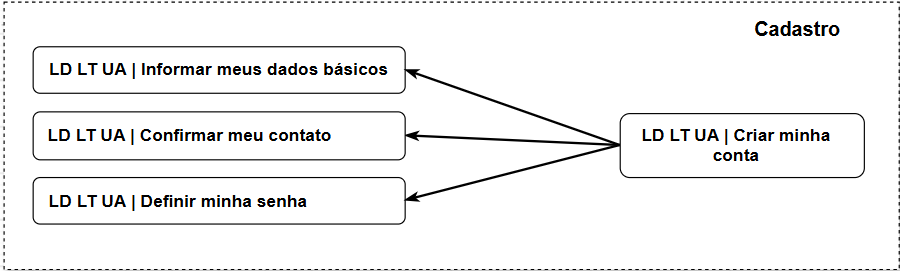 Cadastro
LD LT UA | Informar meus dados básicos
LD LT UA | Confirmar meu contato
LD LT UA | Definir minha senha
LD LT UA | Criar minha
conta